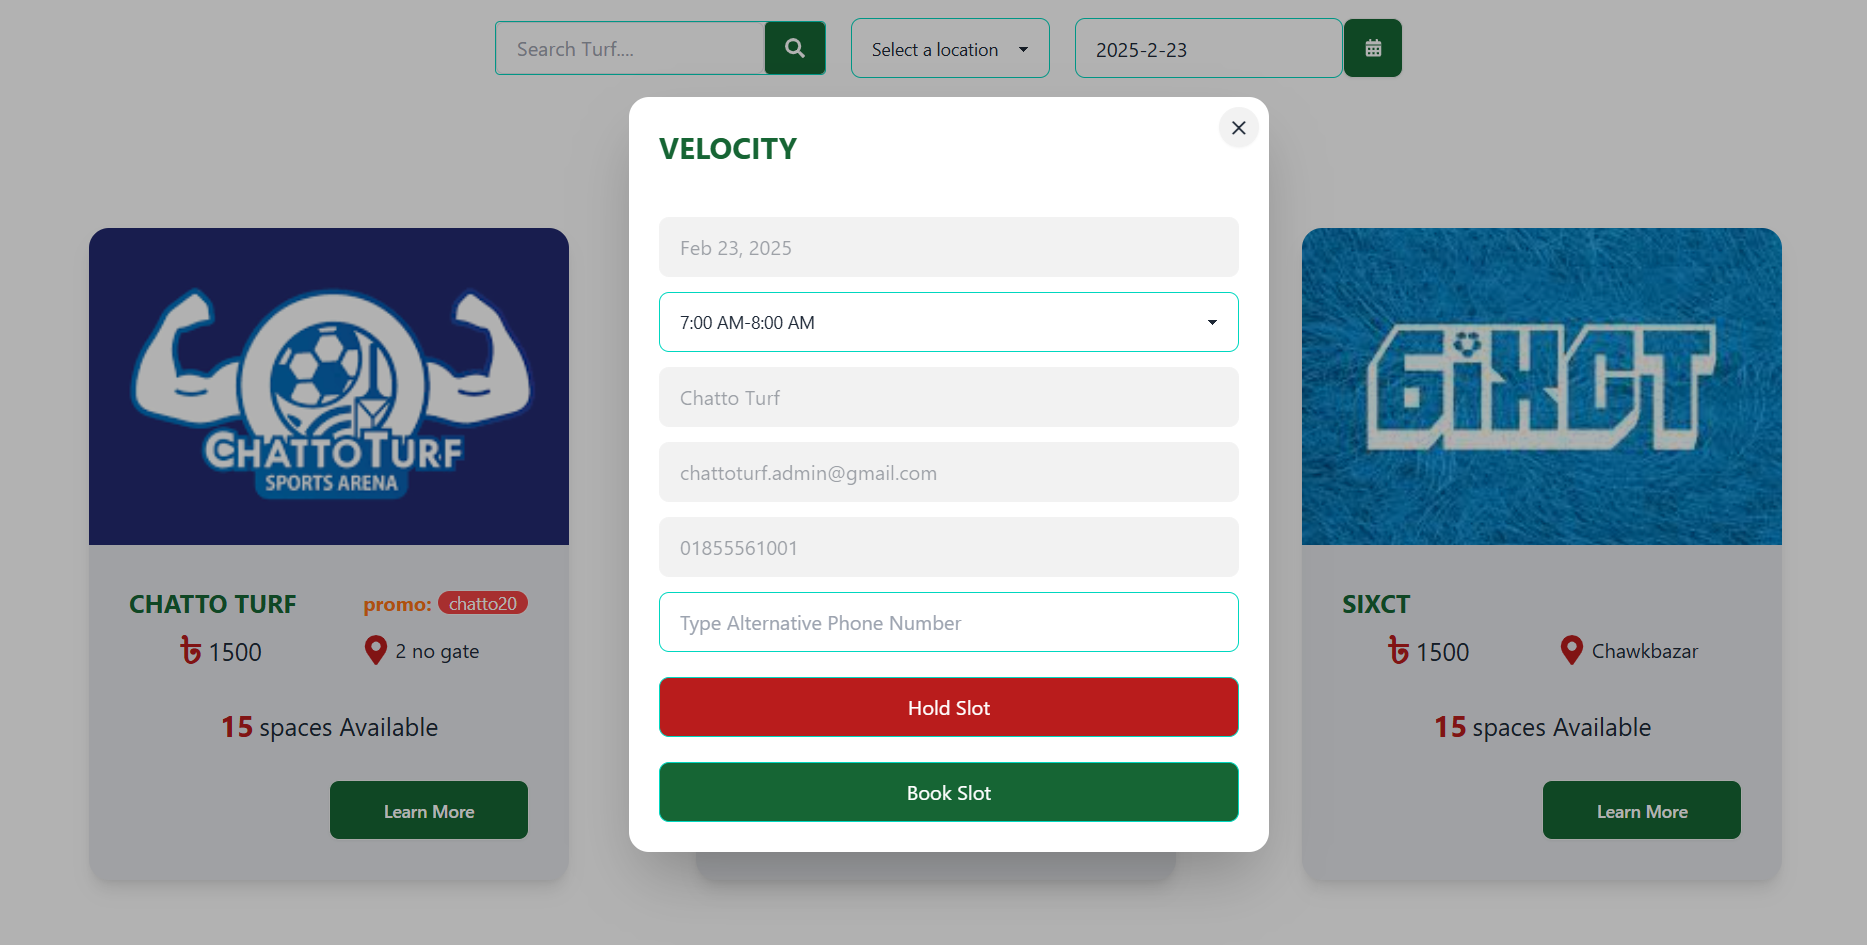 Search Turf....
Select a location
2025-2-23
VELOCITY
Feb 23, 2025
7:00 AM-8:00 AM
Chatto Turf
chattoturf.admin@gmail.com
01855561001
Type Alternative Phone Number
Hold Slot
Book Slot
CHATTOTURF
SPORTS ARENA
CHATTO TURF
promo: chatto20
৳ 1500
2 no gate
15 spaces Available
Learn More
6iXCT
SIXCT
৳ 1500
Chawkbazar
15 spaces Available
Learn More